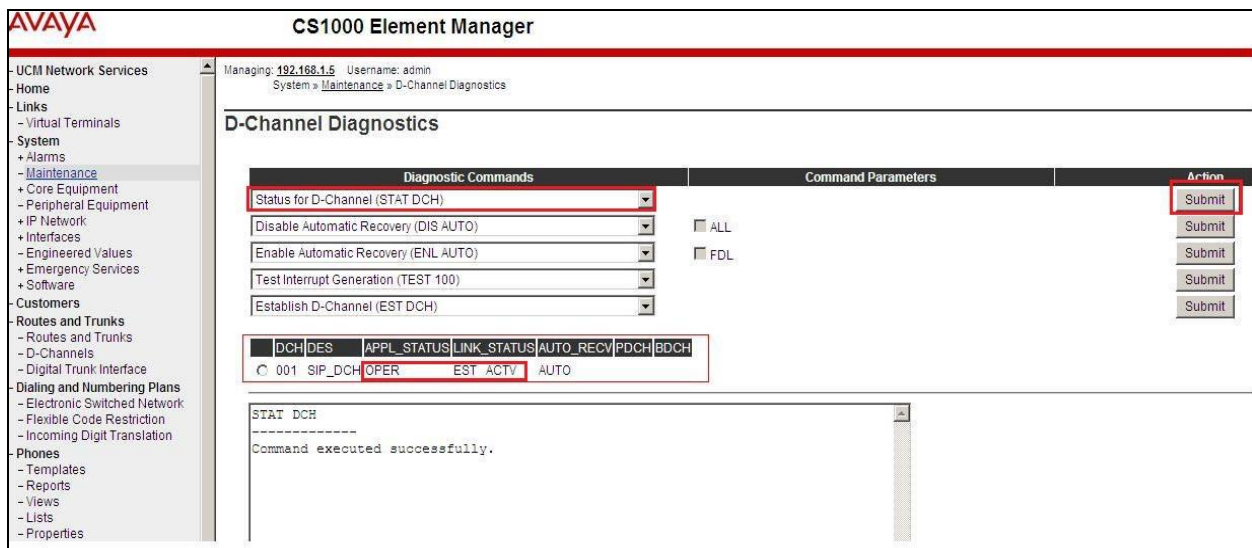 AVAYA
CS1000 Element Manager
- UCM Network Services
- Home
- Links
- Virtual Terminals
- System
+ Alarms
- Maintenance
+ Core Equipment
- Peripheral Equipment
+ IP Network
+ Interfaces
- Engineered Values
+ Emergency Services
+ Software
- Customers
- Routes and Trunks
- Routes and Trunks
- D-Channels
- Digital Trunk Interface
- Dialing and Numbering Plans
- Electronic Switched Network
- Flexible Code Restriction
- Incoming Digit Translation
- Phones
- Templates
- Reports
- Views
- Lists
- Properties
Managing: 192.168.1.5 Username: admin
System » Maintenance » D-Channel Diagnostics
D-Channel Diagnostics
Diagnostic Commands Command Parameters Action
Status for D-Channel (STAT DCH) Submit
Disable Automatic Recovery (DIS AUTO) ALL Submit
Enable Automatic Recovery (ENL AUTO) FDL Submit
Test Interrupt Generation (TEST 100) Submit
Establish D-Channel (EST DCH) Submit
DCH DES APPL_STATUS LINK_STATUS AUTO_RECV PDCH BDCH
001 SIP_DCH OPER EST ACTV AUTO
STAT DCH
-------------
Command executed successfully.